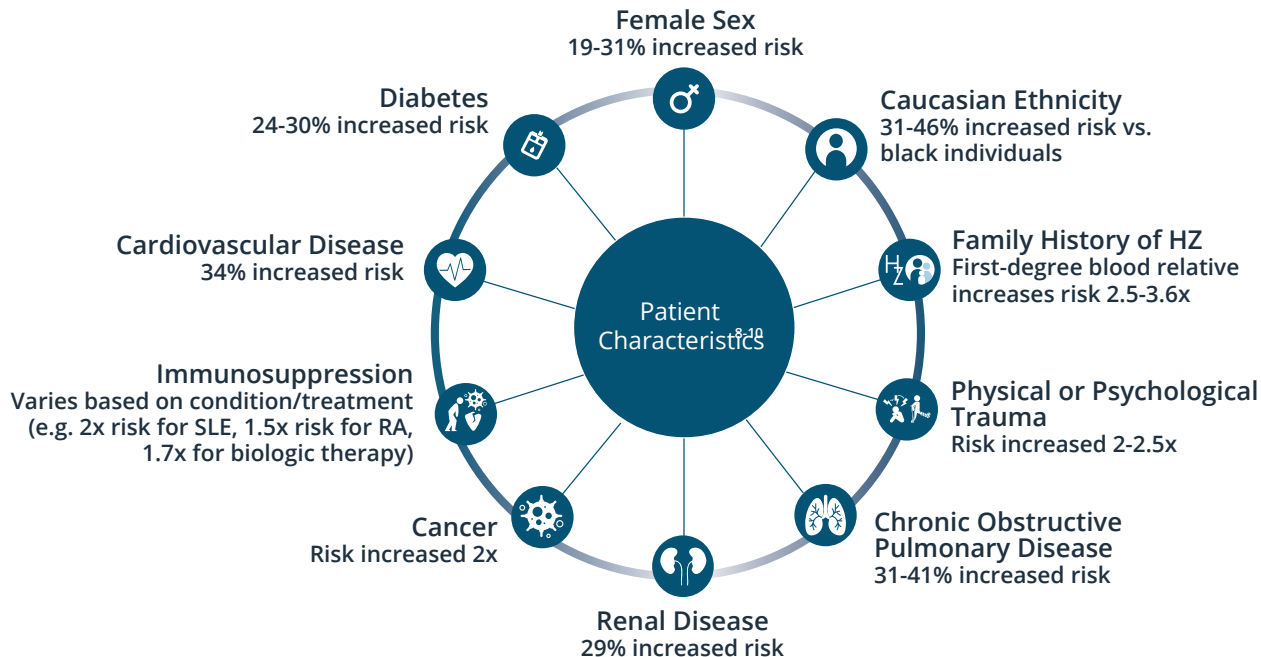 Female Sex
19-31% increased risk
Caucasian Ethnicity
31-46% increased risk vs.
black individuals
Family History of HZ
First-degree blood relative
increases risk 2.5-3.6x
Physical or Psychological
Trauma
Risk increased 2-2.5x
Chronic Obstructive
Pulmonary Disease
31-41% increased risk
Renal Disease
29% increased risk
Cancer
Risk increased 2x
Immunosuppression
Varies based on condition/treatment
(e.g. 2x risk for SLE, 1.5x risk for RA,
1.7x for biologic therapy)
Cardiovascular Disease
34% increased risk
Diabetes
24-30% increased risk
Patient
Characteristics 8-10
HZ